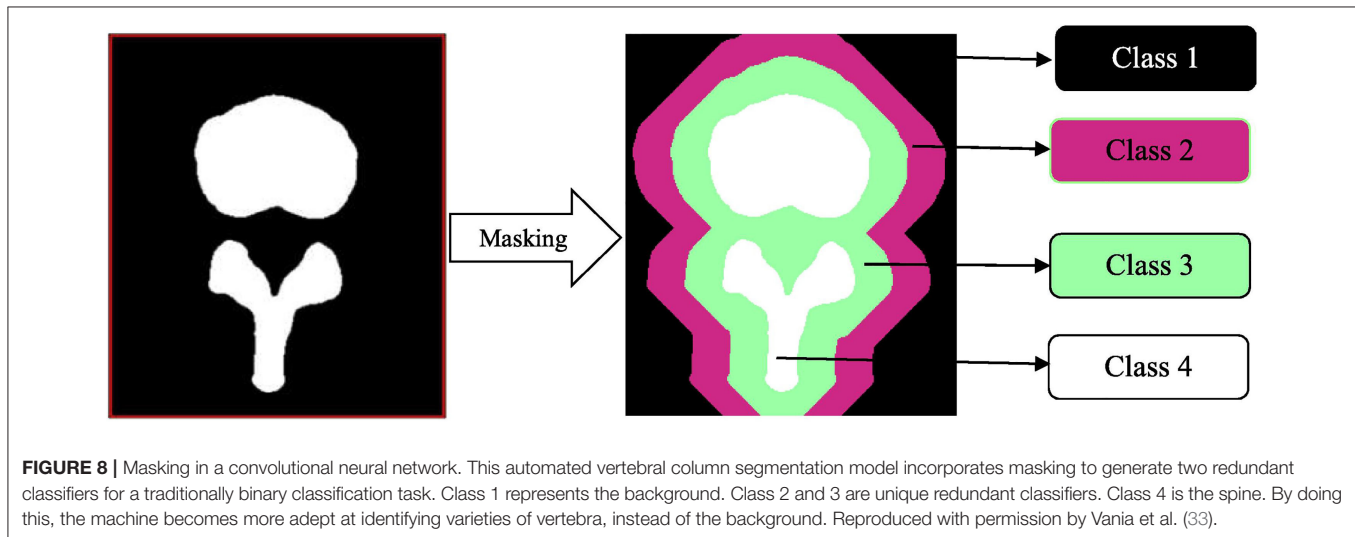 Masking
Class 1
Class 2
Class 3
Class 4
FIGURE 8 | Masking in a convolutional neural network. This automated vertebral column segmentation model incorporates masking to generate two redundant
classifiers for a traditionally binary classification task. Class 1 represents the background. Class 2 and 3 are unique redundant classifiers. Class 4 is the spine. By doing
this, the machine becomes more adept at identifying varieties of vertebra, instead of the background. Reproduced with permission by Vania et al. (33).